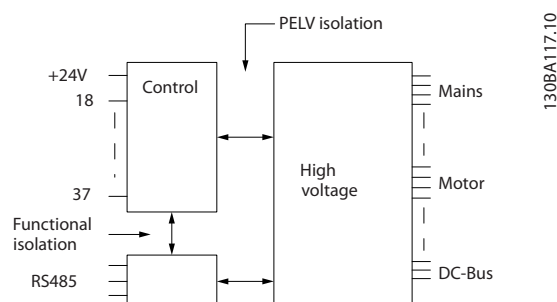 PELV isolation
130BA117.10
+24V
Control
18
Mains
37
High
voltage
Motor
Functional
isolation
RS485
DC-Bus